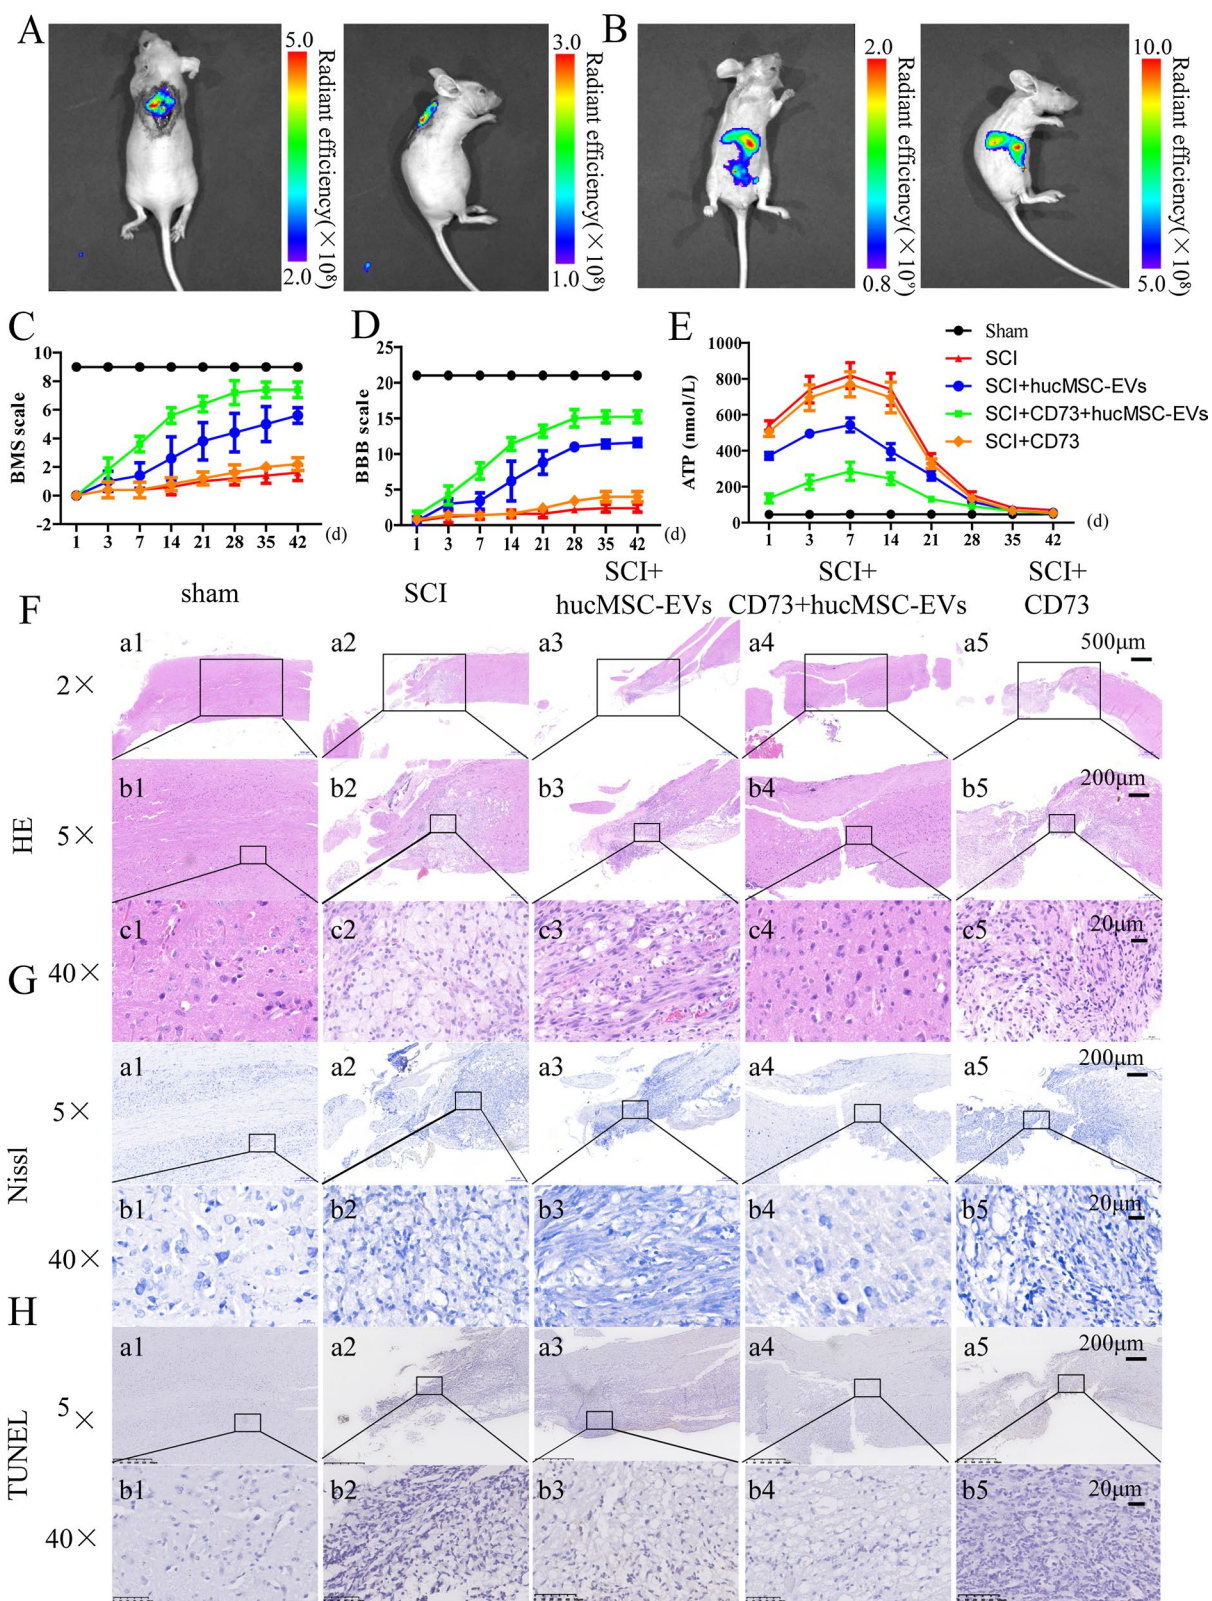 A
5.0
Radiant efficiency(×10⁸)
2.0
3.0
Radiant efficiency(×10⁸)
1.0
B
2.0
Radiant efficiency(×10⁹)
0.8
10.0
Radiant efficiency(×10⁸)
5.0
C
BMS scale
10
8
6
4
2
0
-2
1 3 7 14 21 28 35 42 (d)
D
BBB scale
25
20
15
10
5
0
1 3 7 14 21 28 35 42 (d)
E
ATP (nmol/L)
1000
800
600
400
200
0
1 3 7 14 21 28 35 42 (d)
Sham
SCI
SCI+hucMSC-EVs
SCI+CD73+hucMSC-EVs
SCI+CD73
sham
SCI
SCI+
hucMSC-EVs
SCI+
CD73+hucMSC-EVs
SCI+
CD73
F
HE
2×
a1 a2 a3 a4 a5 500μm
5×
b1 b2 b3 b4 b5 200μm
40×
c1 c2 c3 c4 c5 20μm
G
Nissl
5×
a1 a2 a3 a4 a5 200μm
40×
b1 b2 b3 b4 b5 20μm
H
TUNEL
5×
a1 a2 a3 a4 a5 200μm
40×
b1 b2 b3 b4 b5 20μm